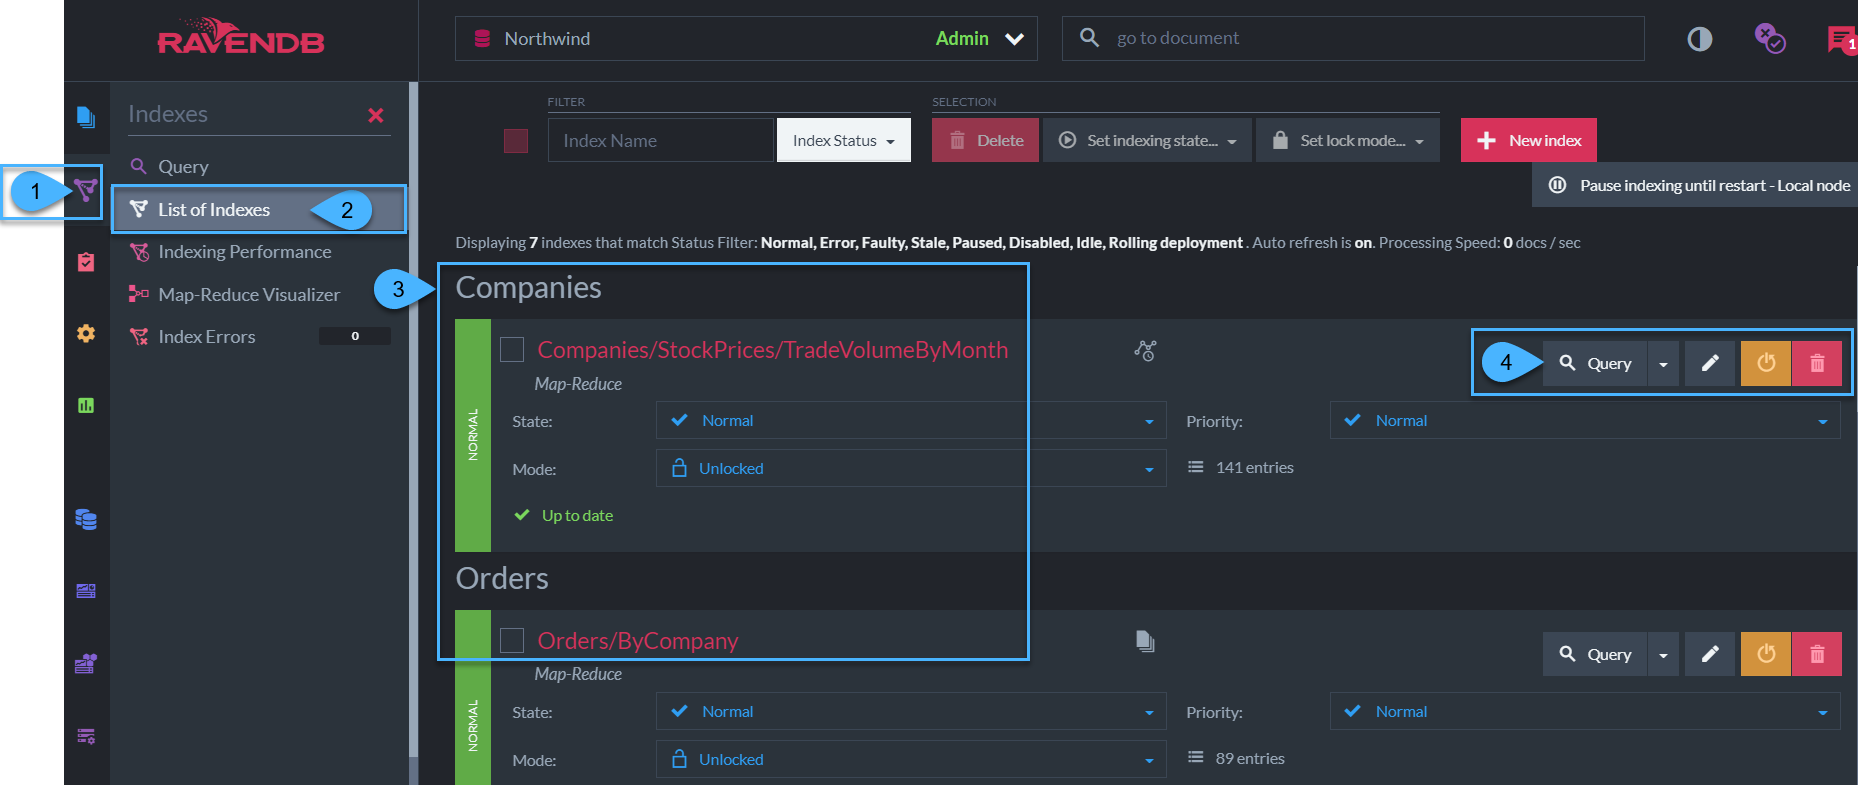 RAVENDB
Northwind Admin
go to document
1
Indexes
FILTER
SELECTION
Index Name
Index Status
Delete
Set indexing state...
Set lock mode...
New index
Pause indexing until restart - Local node
Query
1
List of Indexes
2
Indexing Performance
Map-Reduce Visualizer
Index Errors 0
Displaying 7 indexes that match Status Filter: Normal, Error, Faulty, Stale, Paused, Disabled, Idle, Rolling deployment . Auto refresh is on. Processing Speed: 0 docs / sec
3
Companies
NORMAL
Companies/StockPrices/TradeVolumeByMonth
4
Query
Map-Reduce
State: Normal
Priority: Normal
Mode: Unlocked
141 entries
Up to date
Orders
NORMAL
Orders/ByCompany
Query
Map-Reduce
State: Normal
Priority: Normal
Mode: Unlocked
89 entries